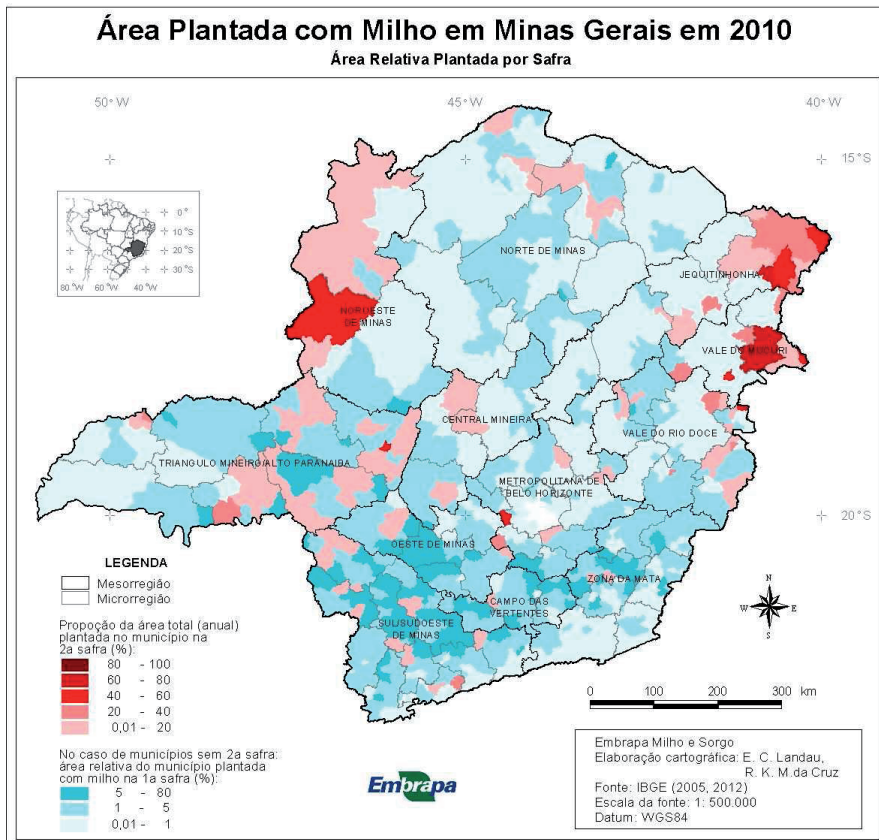 Área Plantada com Milho em Minas Gerais em 2010
Área Relativa Plantada por Safra
50° W
45° W
40° W
15° S
20° S
0° S
10° S
20° S
30° S
80° W 60° W 40° W
NORTE DE MINAS
JEQUITINHONHA
NOROESTE
DE MINAS
VALE DO MUCURI
CENTRAL MINEIRA
VALE DO RIO DOCE
TRIANGULO MINEIRO/ALTO PARANAIBA
METROPOLITANA DE
BELO HORIZONTE
OESTE DE MINAS
ZONA DA MATA
CAMPO DAS
VERTENTES
SUL/SUDOESTE
DE MINAS
LEGENDA
Mesorregião
Microrregião
Propoção da área total (anual)
plantada no município na
2a safra (%):
80 - 100
60 - 80
40 - 60
20 - 40
0,01 - 20
No caso de municípios sem 2a safra:
área relativa do município plantada
com milho na 1a safra (%):
5 - 80
1 - 5
0,01 - 1
N
W E
S
0 100 200 300 km
Embrapa
Embrapa Milho e Sorgo
Elaboração cartográfica: E. C. Landau,
R. K. M.da Cruz
Fonte: IBGE (2005, 2012)
Escala da fonte: 1: 500.000
Datum: WGS84